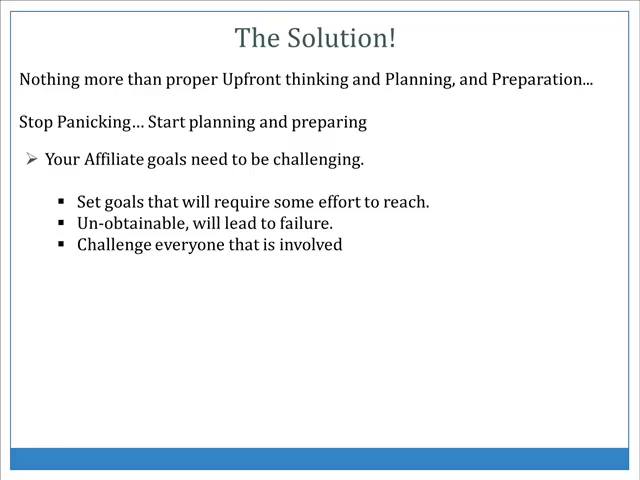 The Solution!
Nothing more than proper Upfront thinking and Planning, and Preparation...
Stop Panicking... Start planning and preparing
➢ Your Affiliate goals need to be challenging.
▪ Set goals that will require some effort to reach.
▪ Un-obtainable, will lead to failure.
▪ Challenge everyone that is involved